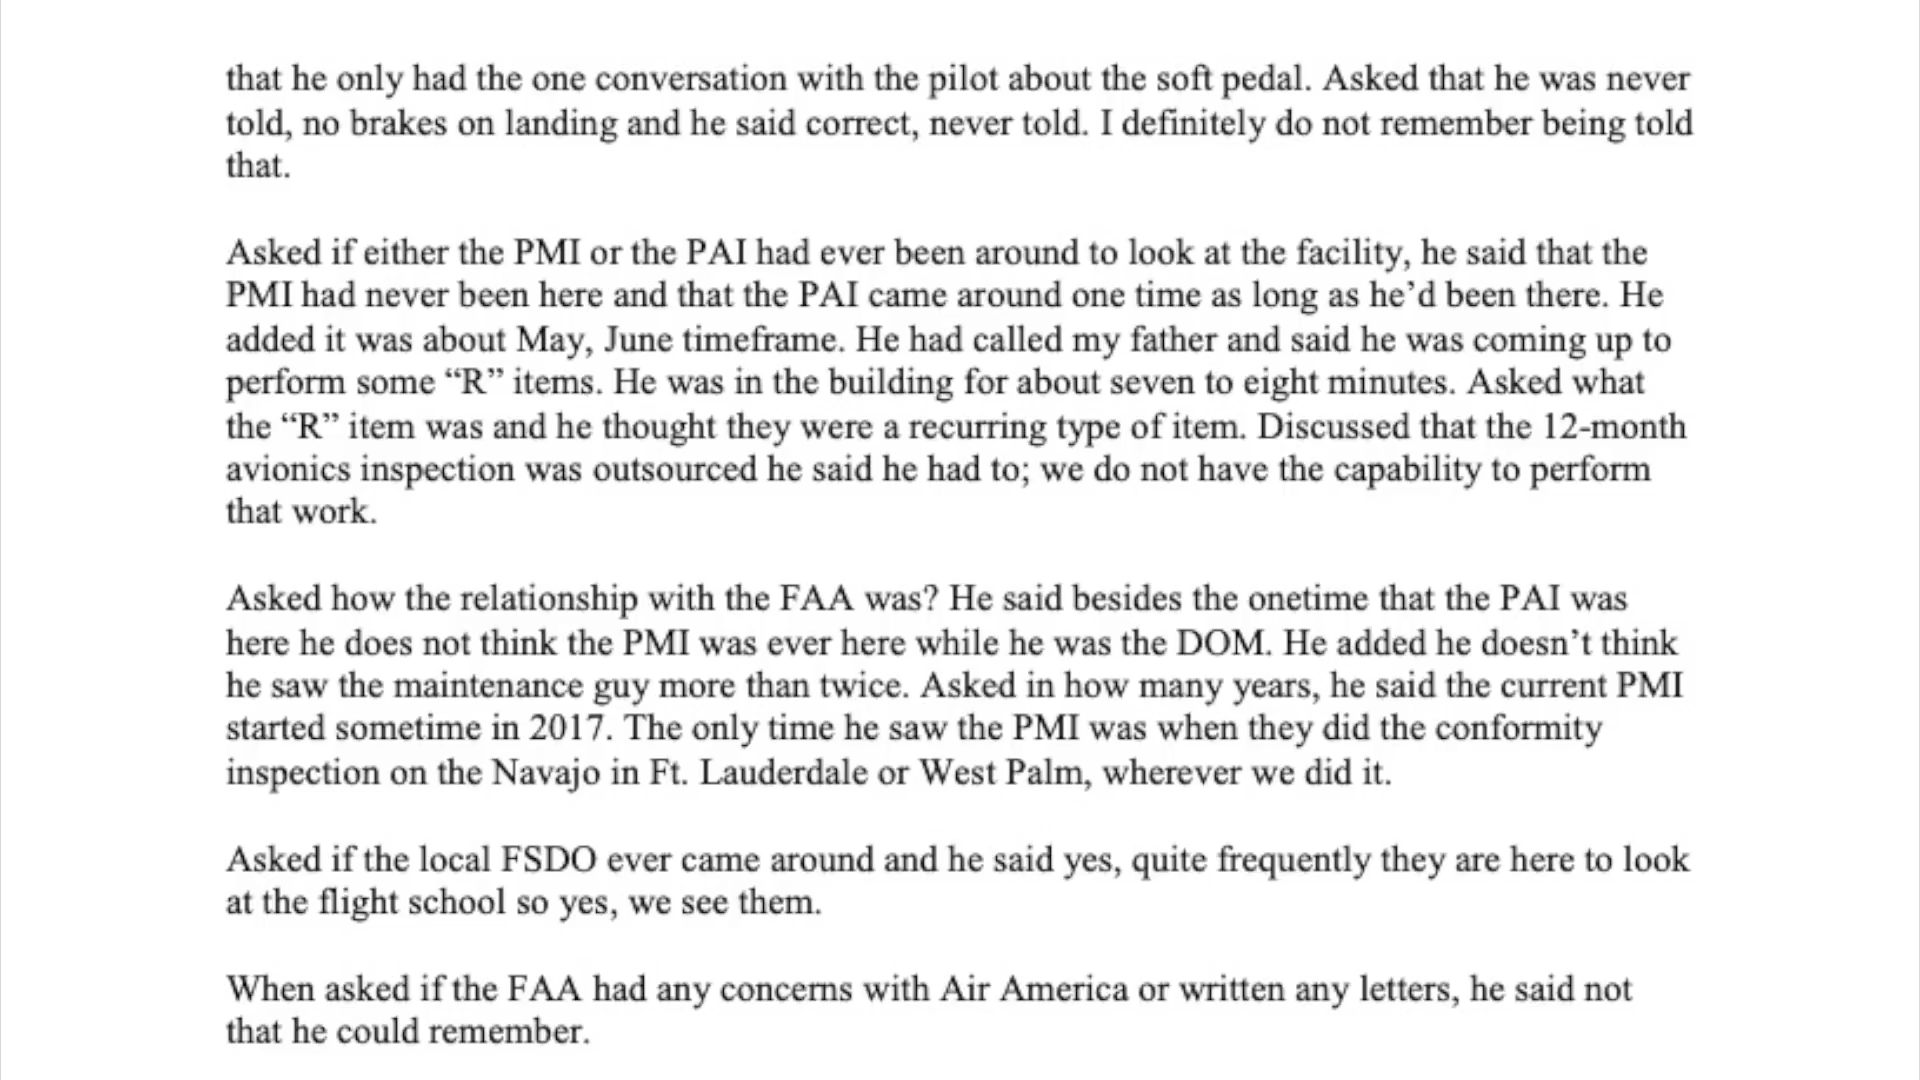 that he only had the one conversation with the pilot about the soft pedal. Asked that he was never
told, no brakes on landing and he said correct, never told. I definitely do not remember being told
that.
Asked if either the PMI or the PAI had ever been around to look at the facility, he said that the
PMI had never been here and that the PAI came around one time as long as he’d been there. He
added it was about May, June timeframe. He had called my father and said he was coming up to
perform some “R” items. He was in the building for about seven to eight minutes. Asked what
the “R” item was and he thought they were a recurring type of item. Discussed that the 12-month
avionics inspection was outsourced he said he had to; we do not have the capability to perform
that work.
Asked how the relationship with the FAA was? He said besides the onetime that the PAI was
here he does not think the PMI was ever here while he was the DOM. He added he doesn’t think
he saw the maintenance guy more than twice. Asked in how many years, he said the current PMI
started sometime in 2017. The only time he saw the PMI was when they did the conformity
inspection on the Navajo in Ft. Lauderdale or West Palm, wherever we did it.
Asked if the local FSDO ever came around and he said yes, quite frequently they are here to look
at the flight school so yes, we see them.
When asked if the FAA had any concerns with Air America or written any letters, he said not
that he could remember.